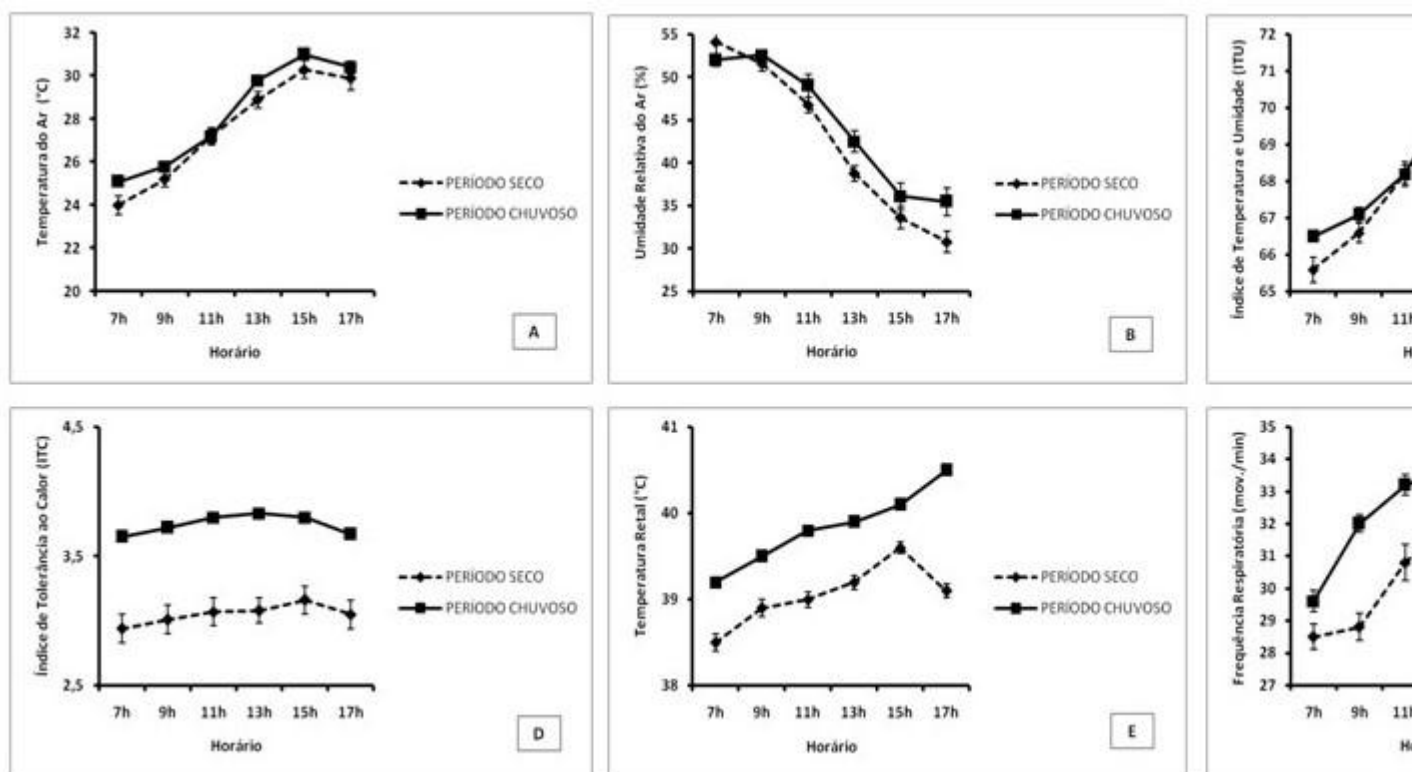 Temperatura do Ar (°C)
32
30
28
26
24
22
20
7h 9h 11h 13h 15h 17h
Horário
PERÍODO SECO
PERÍODO CHUVOSO
A
Umidade Relativa do Ar (%)
55
50
45
40
35
30
25
7h 9h 11h 13h 15h 17h
Horário
PERÍODO SECO
PERÍODO CHUVOSO
B
Índice de Temperatura e Umidade (ITU)
72
71
70
69
68
67
66
65
7h 9h 11h
H
Índice de Tolerância ao Calor (ITC)
4,5
3,5
2,5
7h 9h 11h 13h 15h 17h
Horário
PERÍODO SECO
PERÍODO CHUVOSO
D
Temperatura Retal (°C)
41
40
39
38
7h 9h 11h 13h 15h 17h
Horário
PERÍODO SECO
PERÍODO CHUVOSO
E
Frequência Respiratória (mov./min)
35
34
33
32
31
30
29
28
27
7h 9h 11h
H